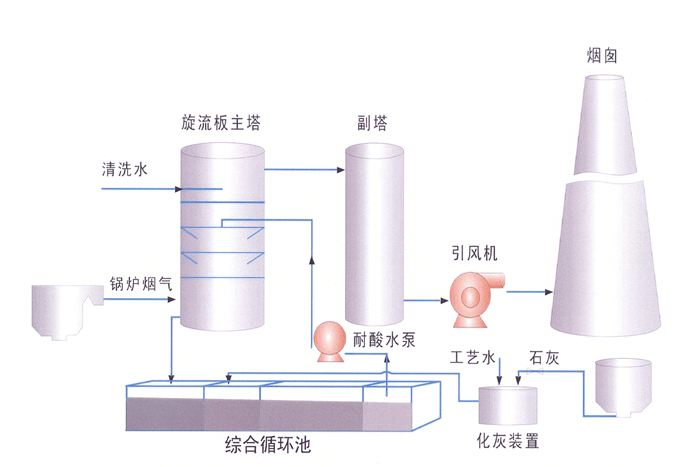 烟囱
旋流板主塔
副塔
清洗水
引风机
锅炉烟气
耐酸水泵
工艺水
石灰
综合循环池
化灰装置